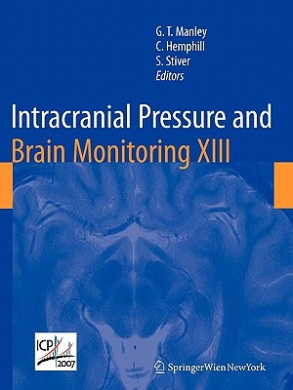 G. T. Manley
C. Hemphill
S. Stiver
Editors
Intracranial Pressure and
Brain Monitoring XIII
ICP
2007
SpringerWienNewYork